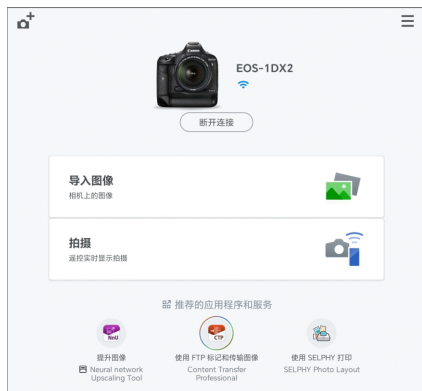 EOS-1DX2
断开连接
导入图像
相机上的图像
拍摄
遥控实时显示拍摄
推荐的应用程序和服务
NnU
CTP
提升图像
Neural network
Upscaling Tool
使用 FTP 标记和传输图像
Content Transfer
Professional
使用 SELPHY 打印
SELPHY Photo Layout